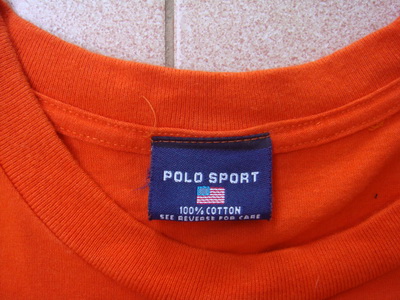 POLO SPORT
100% COTTON
SEE REVERSE FOR CARE